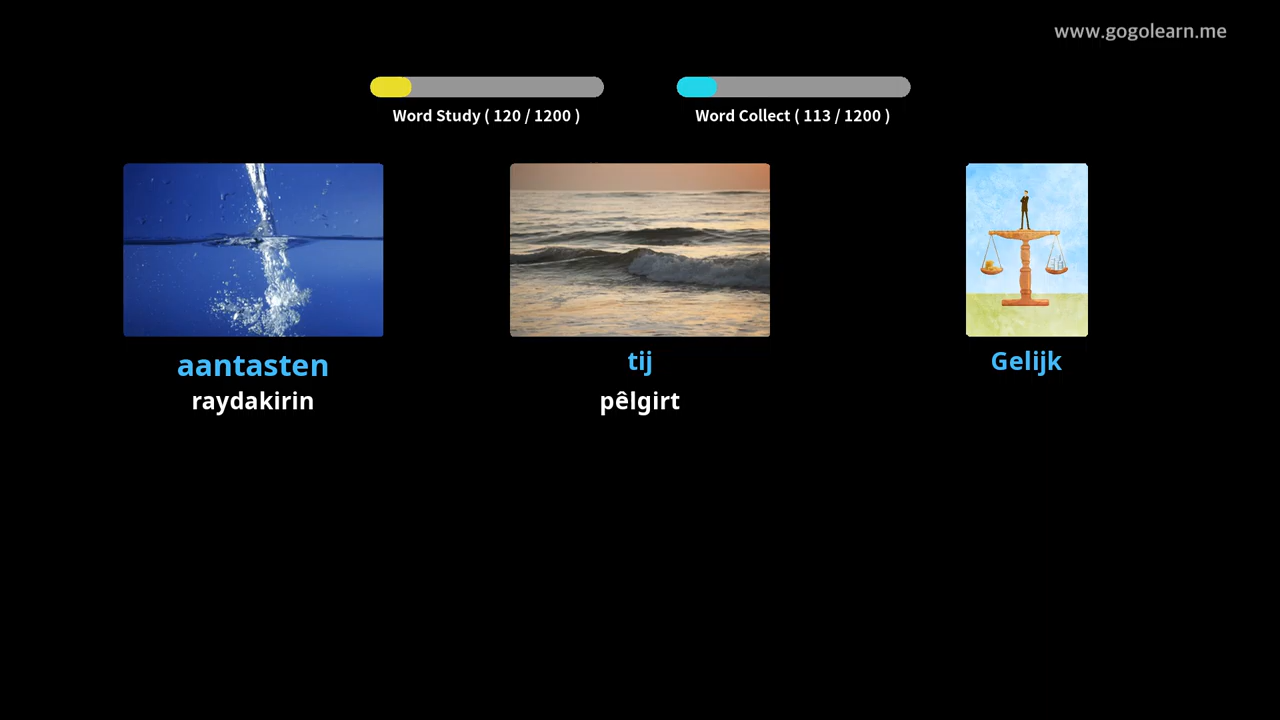 www.gogolearn.me
Word Study ( 120 / 1200 )
Word Collect ( 113 / 1200 )
aantasten
raydakirin
tij
pêlgirt
Gelijk